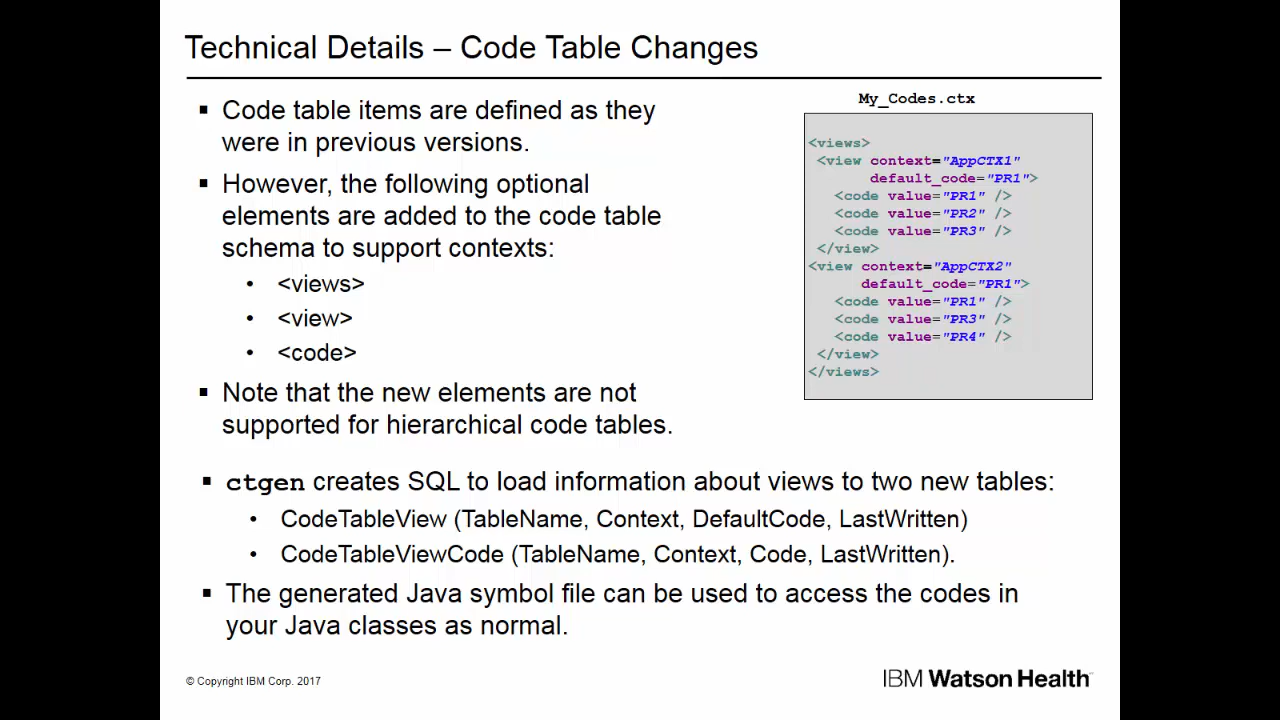 Technical Details – Code Table Changes
▪ Code table items are defined as they
were in previous versions.
▪ However, the following optional
elements are added to the code table
schema to support contexts:
• <views>
• <view>
• <code>
▪ Note that the new elements are not
supported for hierarchical code tables.
My_Codes.ctx
<views>
<view context="AppCTX1"
default_code="PR1">
<code value="PR1" />
<code value="PR2" />
<code value="PR3" />
</view>
<view context="AppCTX2"
default_code="PR1">
<code value="PR1" />
<code value="PR3" />
<code value="PR4" />
</view>
</views>
▪ ctgen creates SQL to load information about views to two new tables:
• CodeTableView (TableName, Context, DefaultCode, LastWritten)
• CodeTableViewCode (TableName, Context, Code, LastWritten).
▪ The generated Java symbol file can be used to access the codes in
your Java classes as normal.
© Copyright IBM Corp. 2017
IBM Watson Health